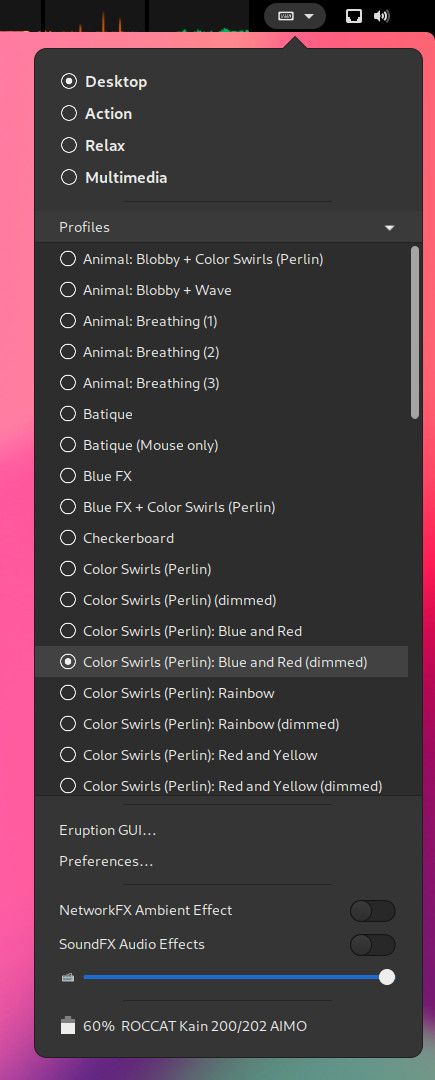 Desktop
Action
Relax
Multimedia
Profiles
Animal: Blobby + Color Swirls (Perlin)
Animal: Blobby + Wave
Animal: Breathing (1)
Animal: Breathing (2)
Animal: Breathing (3)
Batique
Batique (Mouse only)
Blue FX
Blue FX + Color Swirls (Perlin)
Checkerboard
Color Swirls (Perlin)
Color Swirls (Perlin) (dimmed)
Color Swirls (Perlin): Blue and Red
Color Swirls (Perlin): Blue and Red (dimmed)
Color Swirls (Perlin): Rainbow
Color Swirls (Perlin): Rainbow (dimmed)
Color Swirls (Perlin): Red and Yellow
Color Swirls (Perlin): Red and Yellow (dimmed)
Eruption GUI…
Preferences…
NetworkFX Ambient Effect
SoundFX Audio Effects
60% ROCCAT Kain 200/202 AIMO